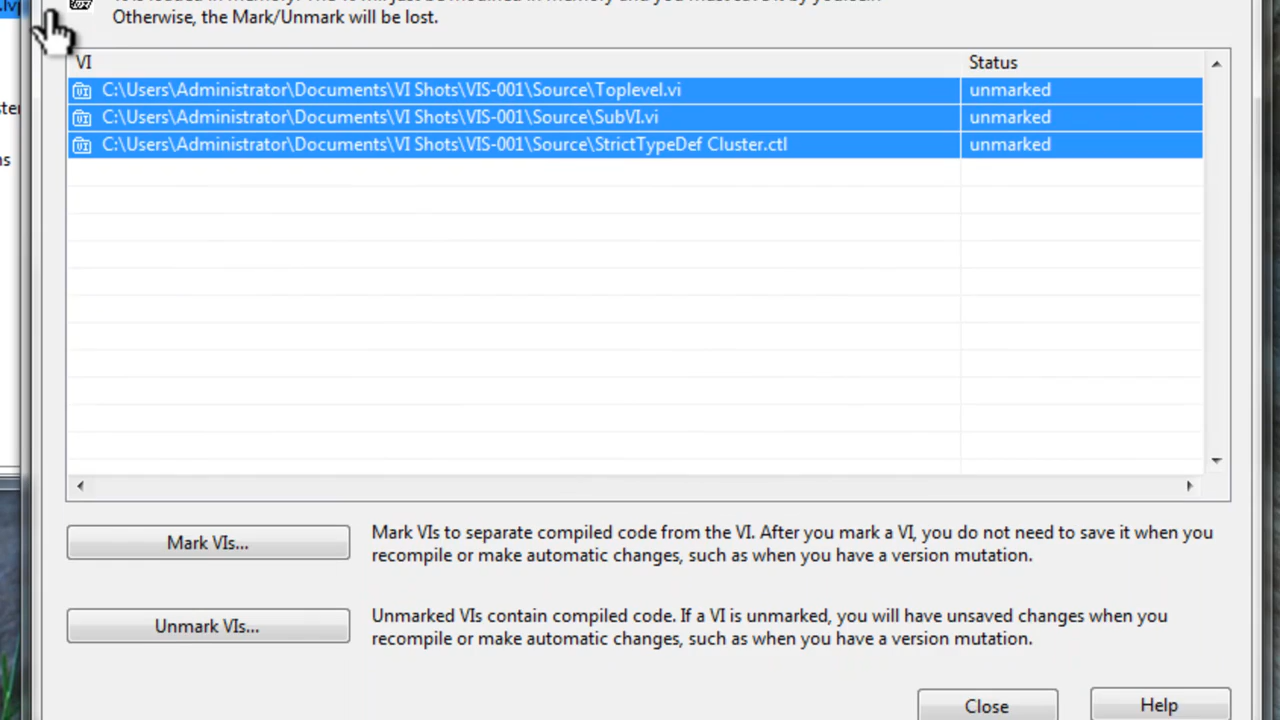 .lvp
Otherwise, the Mark/Unmark will be lost.
VI Status
C:\Users\Administrator\Documents\VI Shots\VIS-001\Source\Toplevel.vi unmarked
C:\Users\Administrator\Documents\VI Shots\VIS-001\Source\SubVI.vi unmarked
C:\Users\Administrator\Documents\VI Shots\VIS-001\Source\StrictTypeDef Cluster.ctl unmarked
Mark VIs... Mark VIs to separate compiled code from the VI. After you mark a VI, you do not need to save it when you
recompile or make automatic changes, such as when you have a version mutation.
Unmark VIs... Unmarked VIs contain compiled code. If a VI is unmarked, you will have unsaved changes when you
recompile or make automatic changes, such as when you have a version mutation.
Close Help